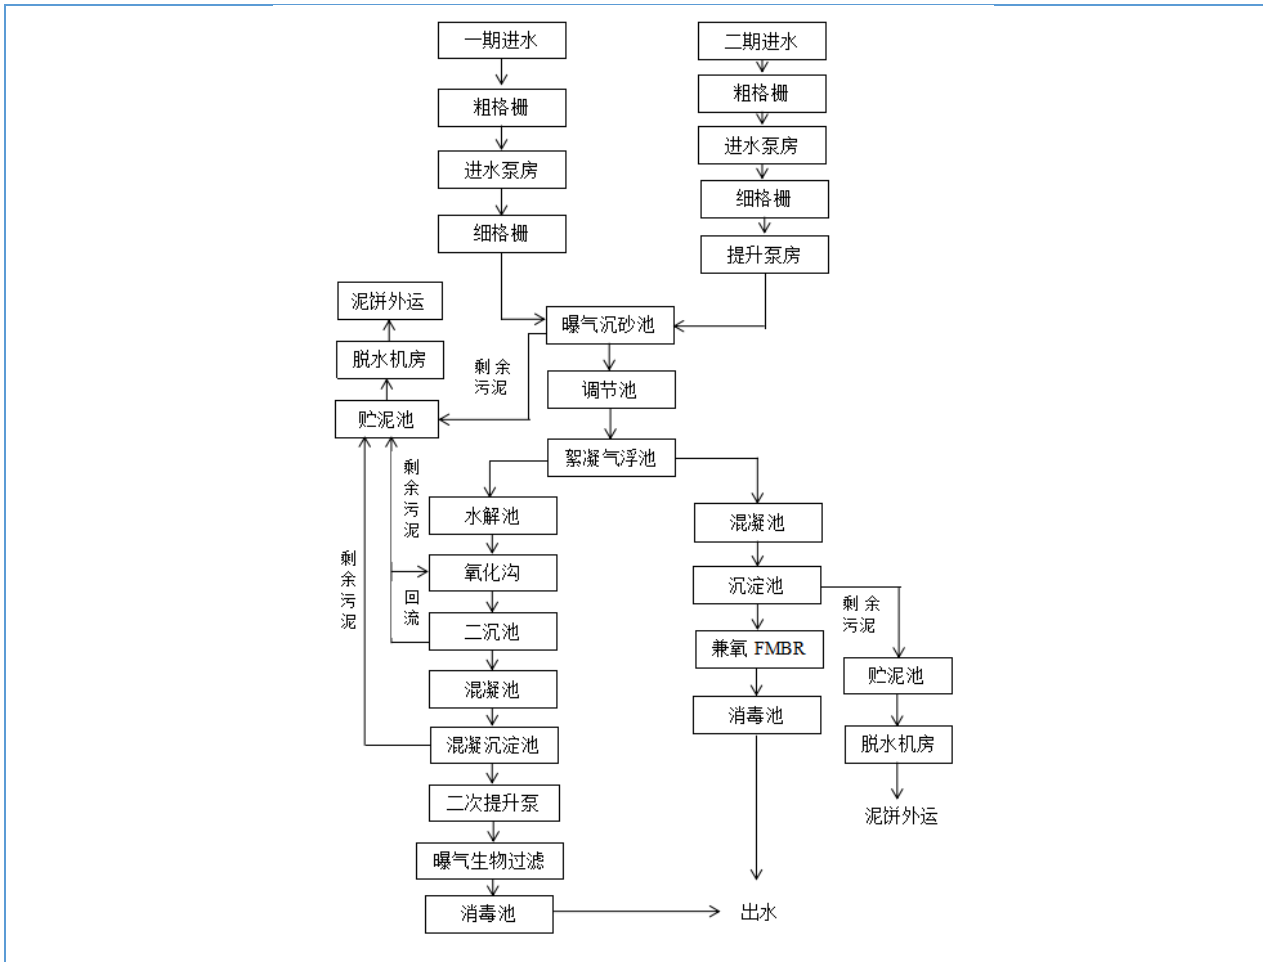 一期进水
二期进水
粗格栅
粗格栅
进水泵房
进水泵房
细格栅
细格栅
提升泵房
泥饼外运
曝气沉砂池
脱水机房
剩余
污泥
调节池
贮泥池
絮凝气浮池
剩余污泥
水解池
混凝池
剩余污泥
氧化沟
沉淀池
回流
剩余
污泥
二沉池
兼氧 FMBR
贮泥池
混凝池
消毒池
混凝沉淀池
脱水机房
二次提升泵
泥饼外运
曝气生物过滤
消毒池
出水